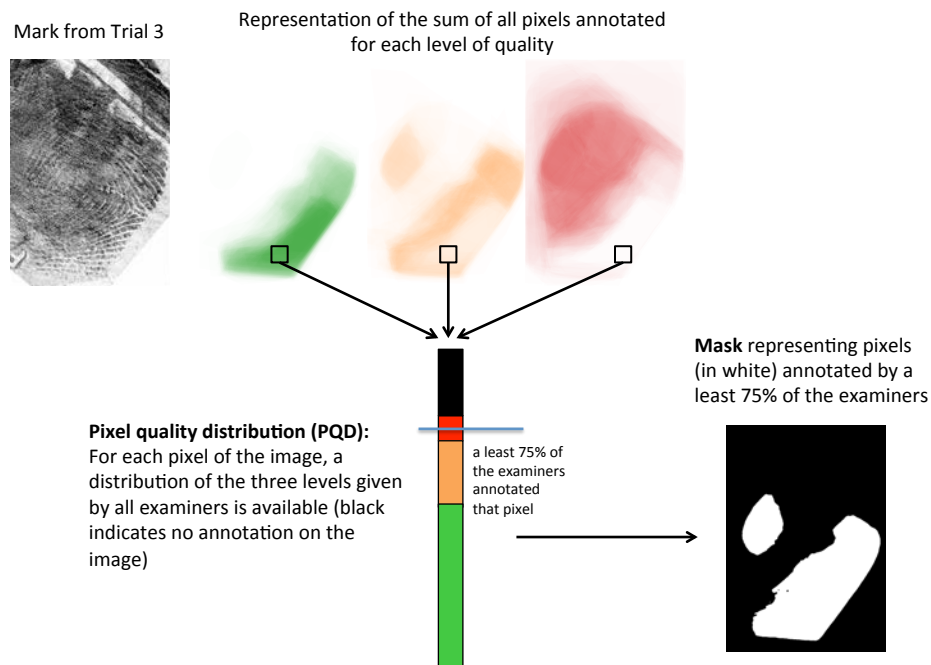 Mark from Trial 3
Representation of the sum of all pixels annotated
for each level of quality
Mask representing pixels
(in white) annotated by a
least 75% of the examiners
Pixel quality distribution (PQD):
For each pixel of the image, a
distribution of the three levels given
by all examiners is available (black
indicates no annotation on the
image)
a least 75% of
the examiners
annotated
that pixel